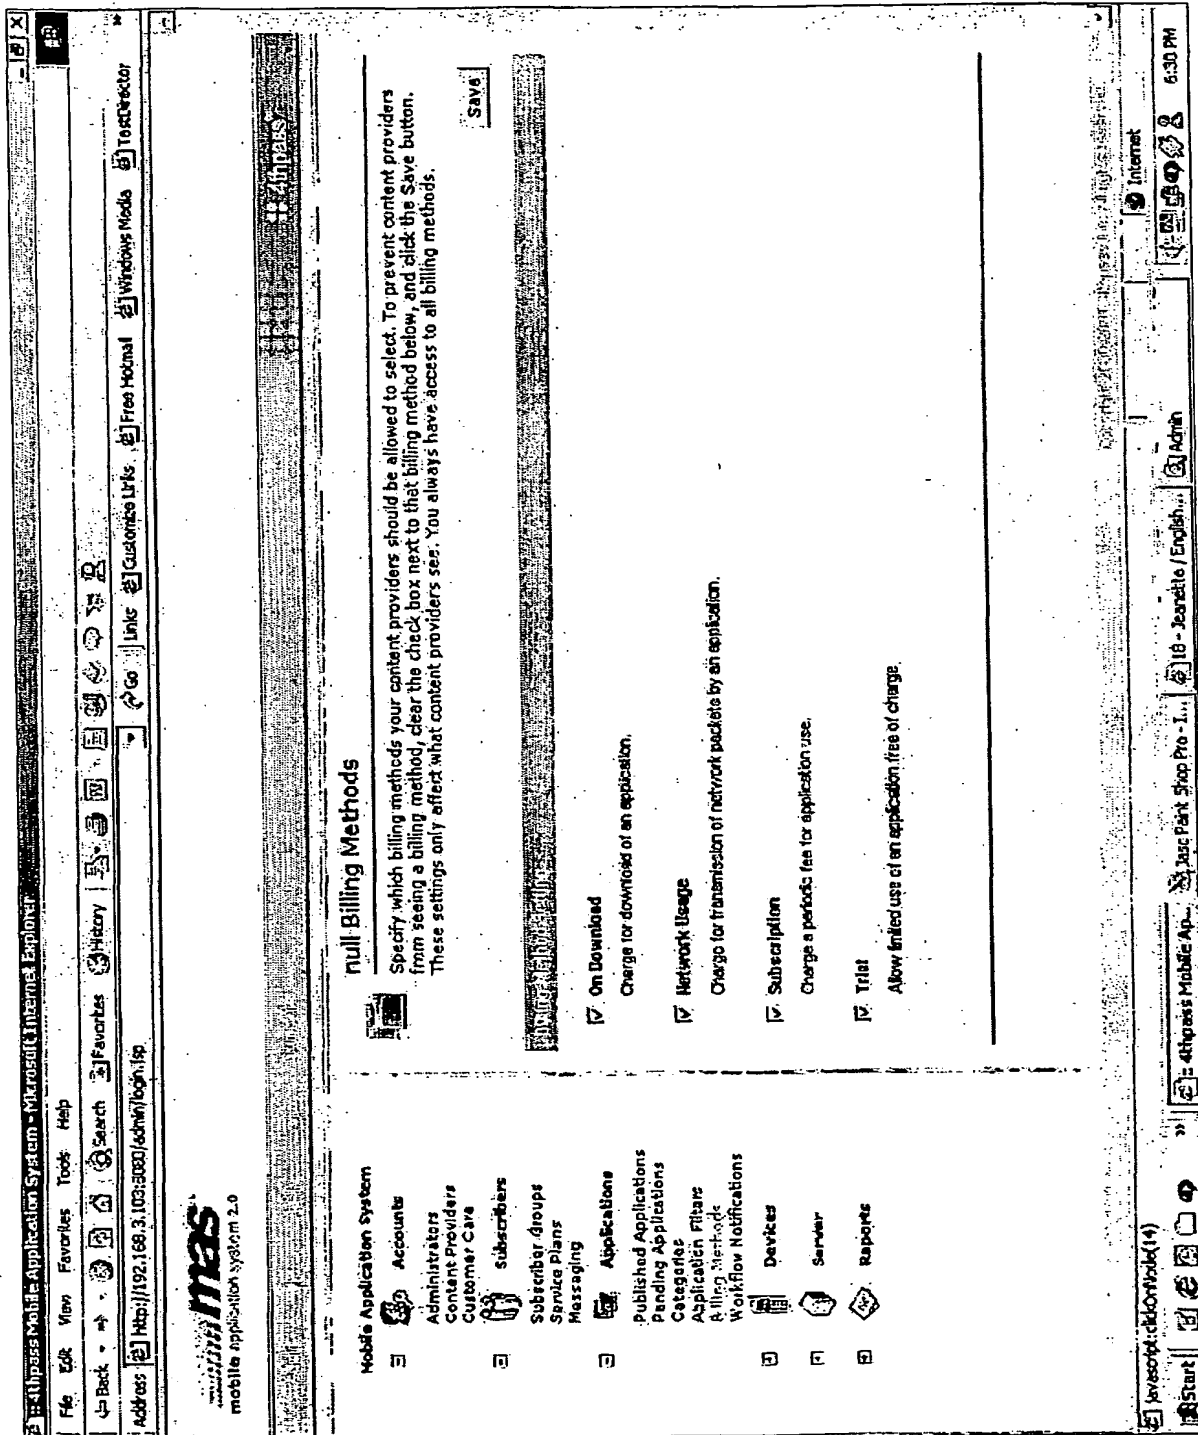 4thpass Mobile Application System - Microsoft Internet Explorer
File Edit View Favorites Tools Help
Back Search Favorites History
Address http://192.168.3.103:8080/admin/login.jsp Go Links Customize Links Free Hotmail Windows Media TestDirector
mas
mobile application system 2.0
4thpass
Mobile Application System
Accounts
Administrators
Content Providers
Customer Care
Subscribers
Subscriber Groups
Service Plans
Messaging
Applications
Published Applications
Pending Applications
Categories
Application Filters
Billing Methods
Workflow Notifications
Devices
Server
Reports
null Billing Methods
Specify which billing methods your content providers should be allowed to select. To prevent content providers
from seeing a billing method, clear the check box next to that billing method below, and click the Save button.
These settings only affect what content providers see. You always have access to all billing methods.
Save
On Download
Charge for download of an application.
Network Usage
Charge for transmission of network packets by an application.
Subscription
Charge a periodic fee for application use.
Trial
Allow limited use of an application free of charge.
javascript:clickOnNode(14) Internet
Start 4thpass Mobile Ap... Jasc Paint Shop Pro - I... 18 - Jeanette / English... Admin 6:30 PM